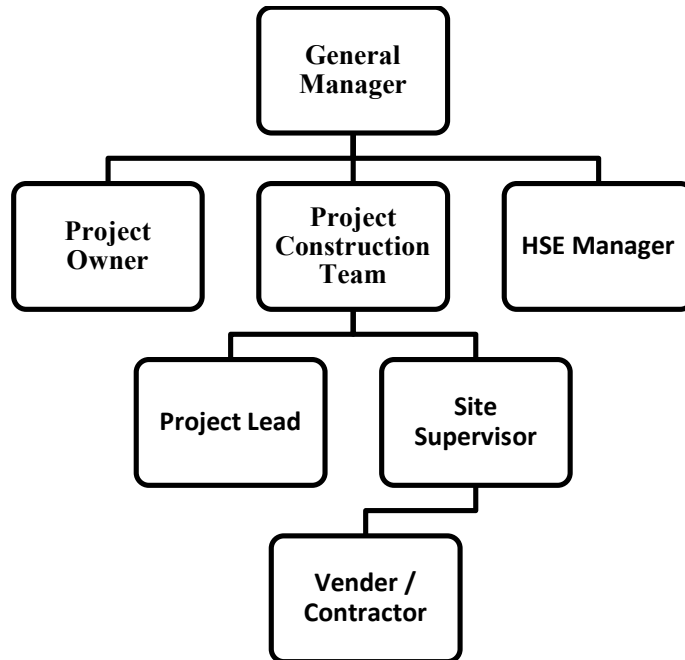 General
Manager
Project
Owner
Project
Construction
Team
HSE Manager
Project Lead
Site
Supervisor
Vender /
Contractor